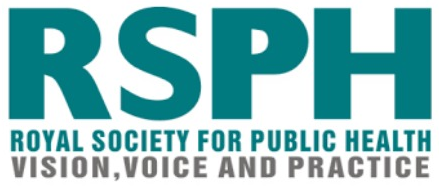 RSPH
ROYAL SOCIETY FOR PUBLIC HEALTH
VISION, VOICE AND PRACTICE